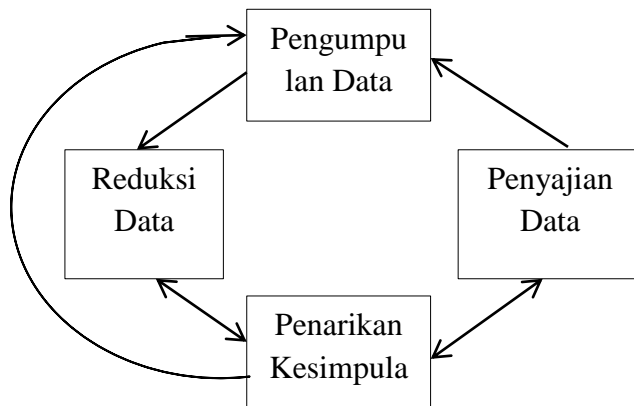 Pengumpu
lan Data
Reduksi
Data
Penyajian
Data
Penarikan
Kesimpula